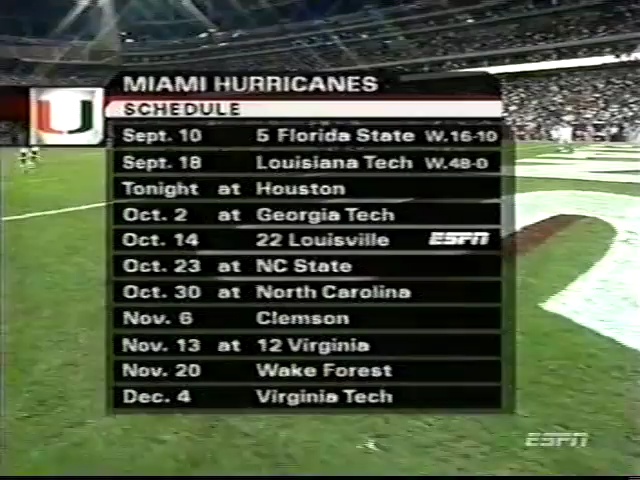 MIAMI HURRICANES
SCHEDULE
Sept. 10 5 Florida State W.16-10
Sept. 18 Louisiana Tech W.48-0
Tonight at Houston
Oct. 2 at Georgia Tech
Oct. 14 22 Louisville ESPN
Oct. 23 at NC State
Oct. 30 at North Carolina
Nov. 6 Clemson
Nov. 13 at 12 Virginia
Nov. 20 Wake Forest
Dec. 4 Virginia Tech
ESPN